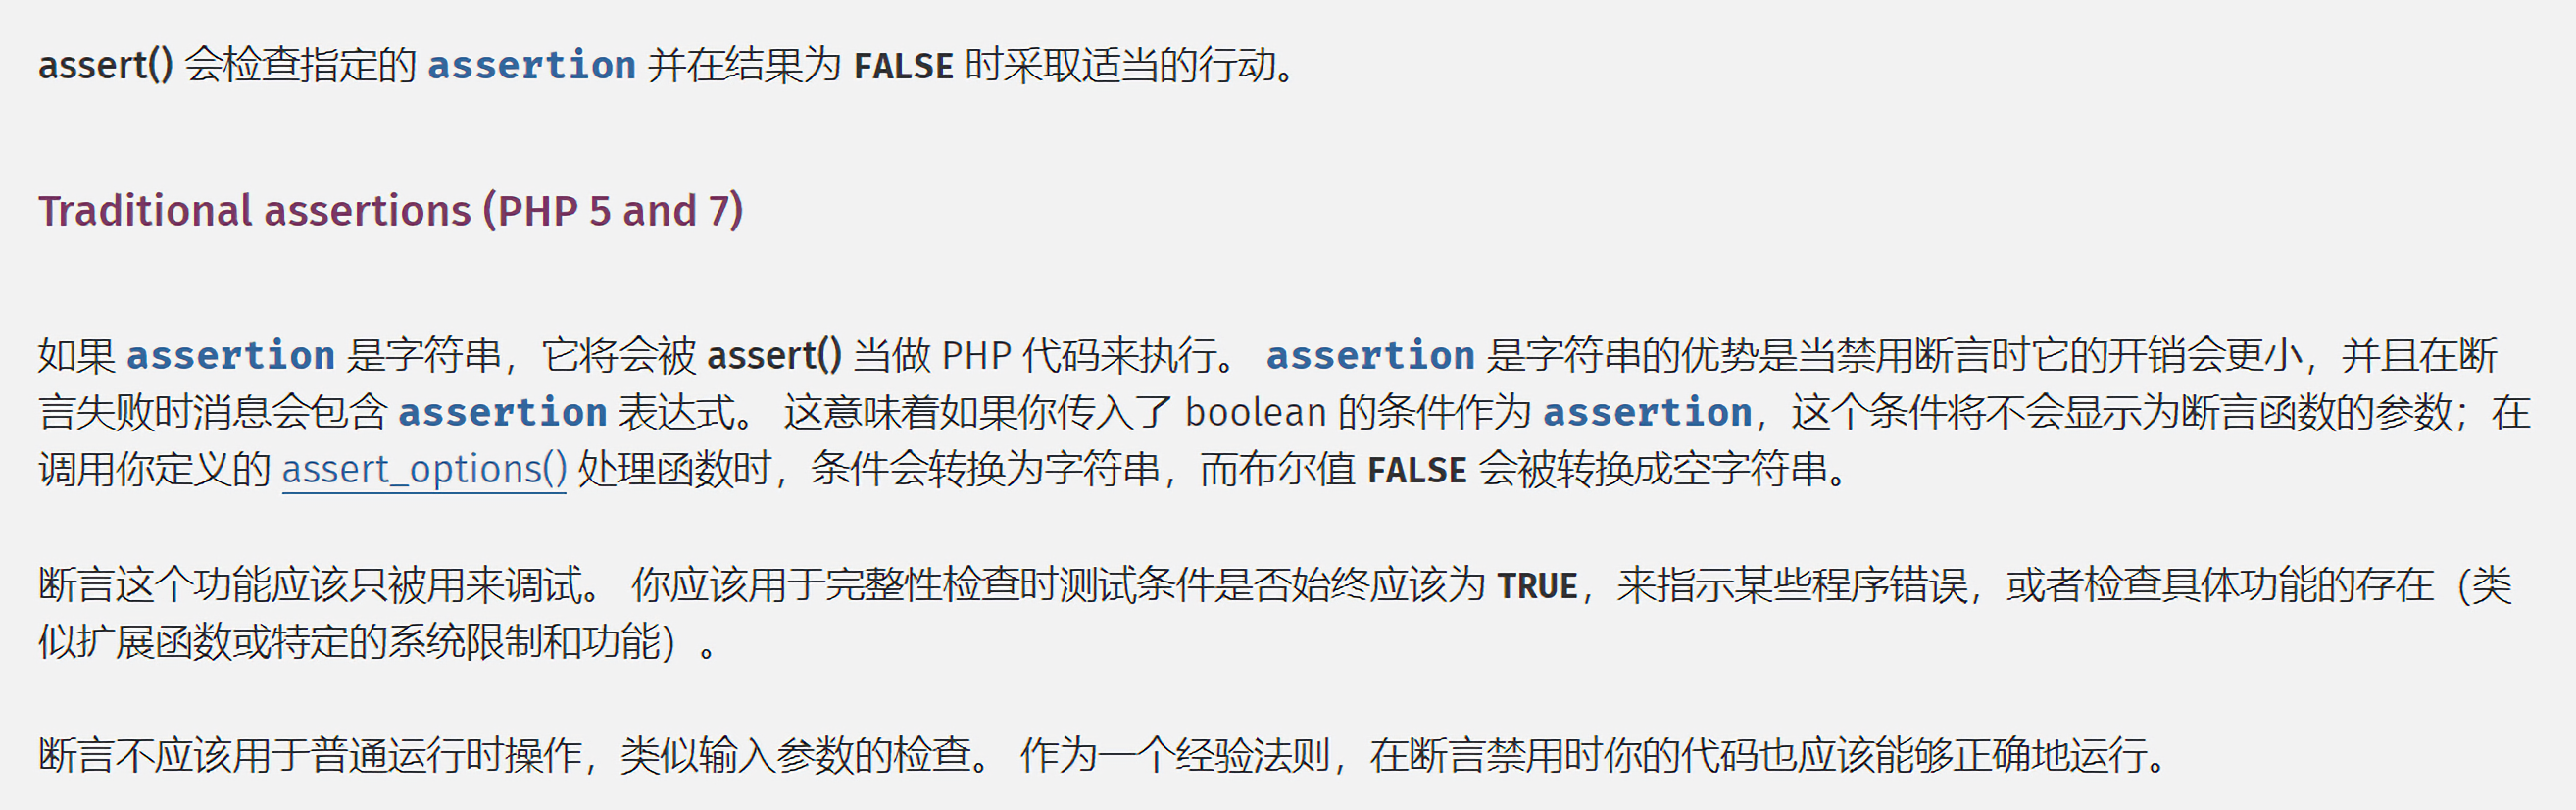 assert() 会检查指定的 assertion 并在结果为 FALSE 时采取适当的行动。
Traditional assertions (PHP 5 and 7)
如果 assertion 是字符串，它将会被 assert() 当做 PHP 代码来执行。 assertion 是字符串的优势是当禁用断言时它的开销会更小，并且在断
言失败时消息会包含 assertion 表达式。 这意味着如果你传入了 boolean 的条件作为 assertion，这个条件将不会显示为断言函数的参数；在
调用你定义的 assert_options() 处理函数时，条件会转换为字符串，而布尔值 FALSE 会被转换成空字符串。
断言这个功能应该只被用来调试。 你应该用于完整性检查时测试条件是否始终应该为 TRUE，来指示某些程序错误，或者检查具体功能的存在（类
似扩展函数或特定的系统限制和功能）。
断言不应该用于普通运行时操作，类似输入参数的检查。 作为一个经验法则，在断言禁用时你的代码也应该能够正确地运行。